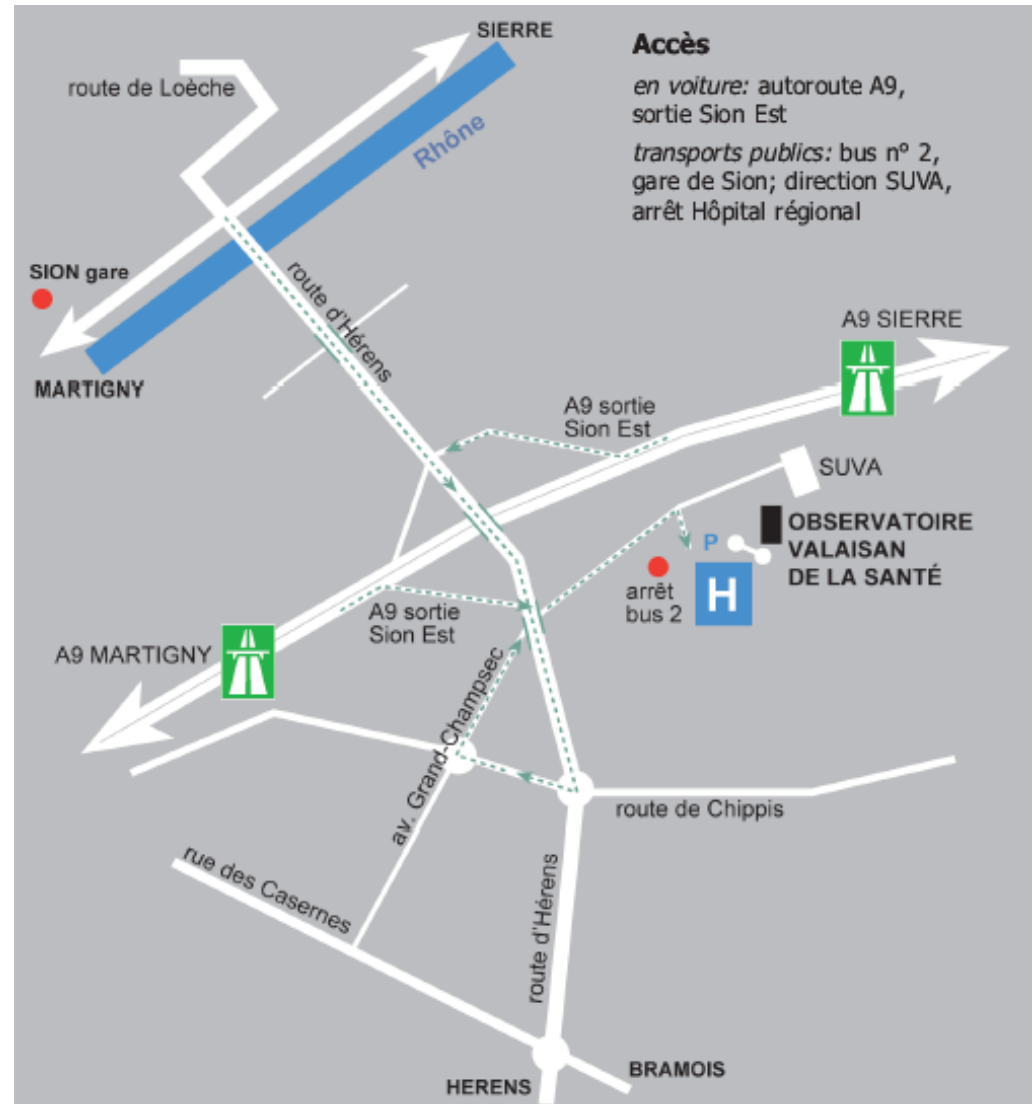 SIERRE
Accès
en voiture: autoroute A9,
sortie Sion Est
transports publics: bus n° 2,
gare de Sion; direction SUVA,
arrêt Hôpital régional
route de Loèche
Rhône
SION gare
route d'Hérens
MARTIGNY
A9 SIERRE
A9 sortie
Sion Est
SUVA
OBSERVATOIRE
VALAISAN
DE LA SANTÉ
P
H
arrêt
bus 2
A9 sortie
Sion Est
A9 MARTIGNY
av. Grand-Champsec
route de Chippis
rue des Casernes
route d'Hérens
BRAMOIS
HERENS